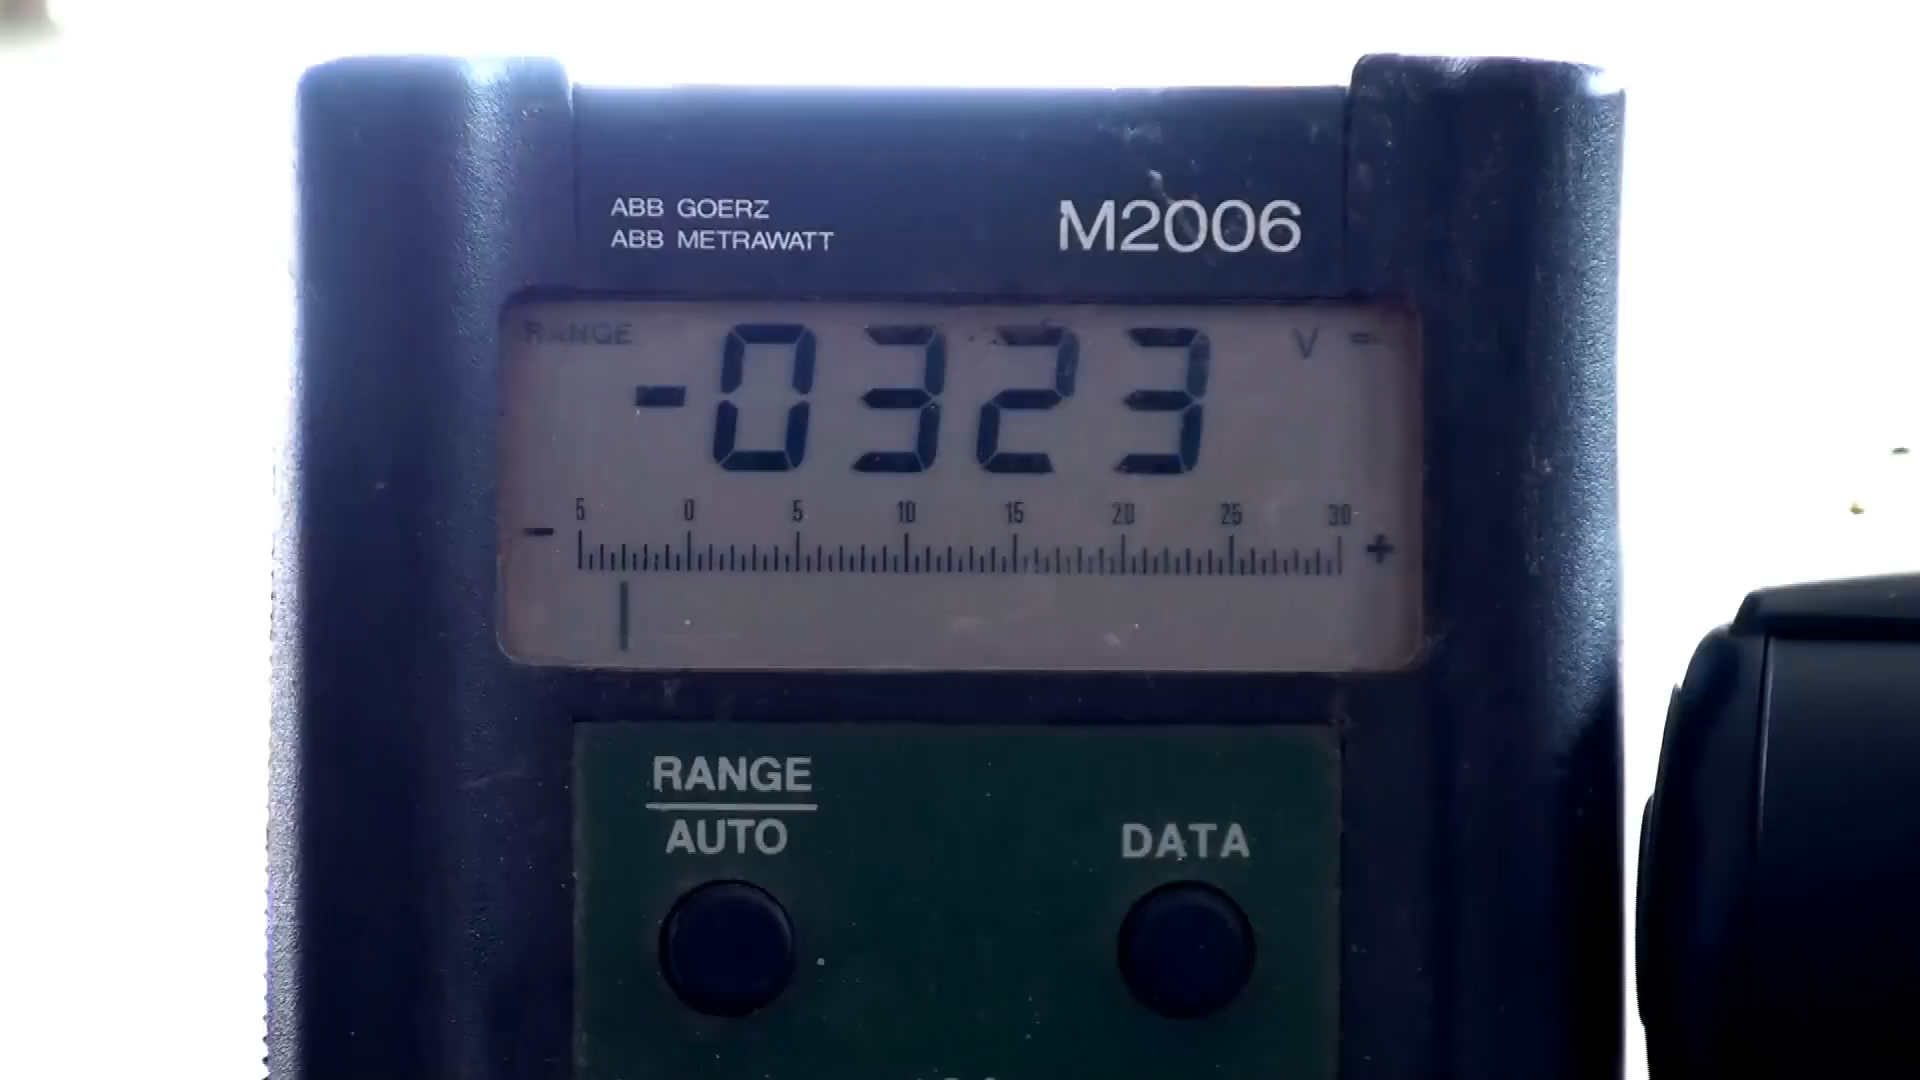 ABB GOERZ
ABB METRAWATT
M2006
RANGE
-0323 V
5 0 5 10 15 20 25 30
- +
RANGE
AUTO
DATA